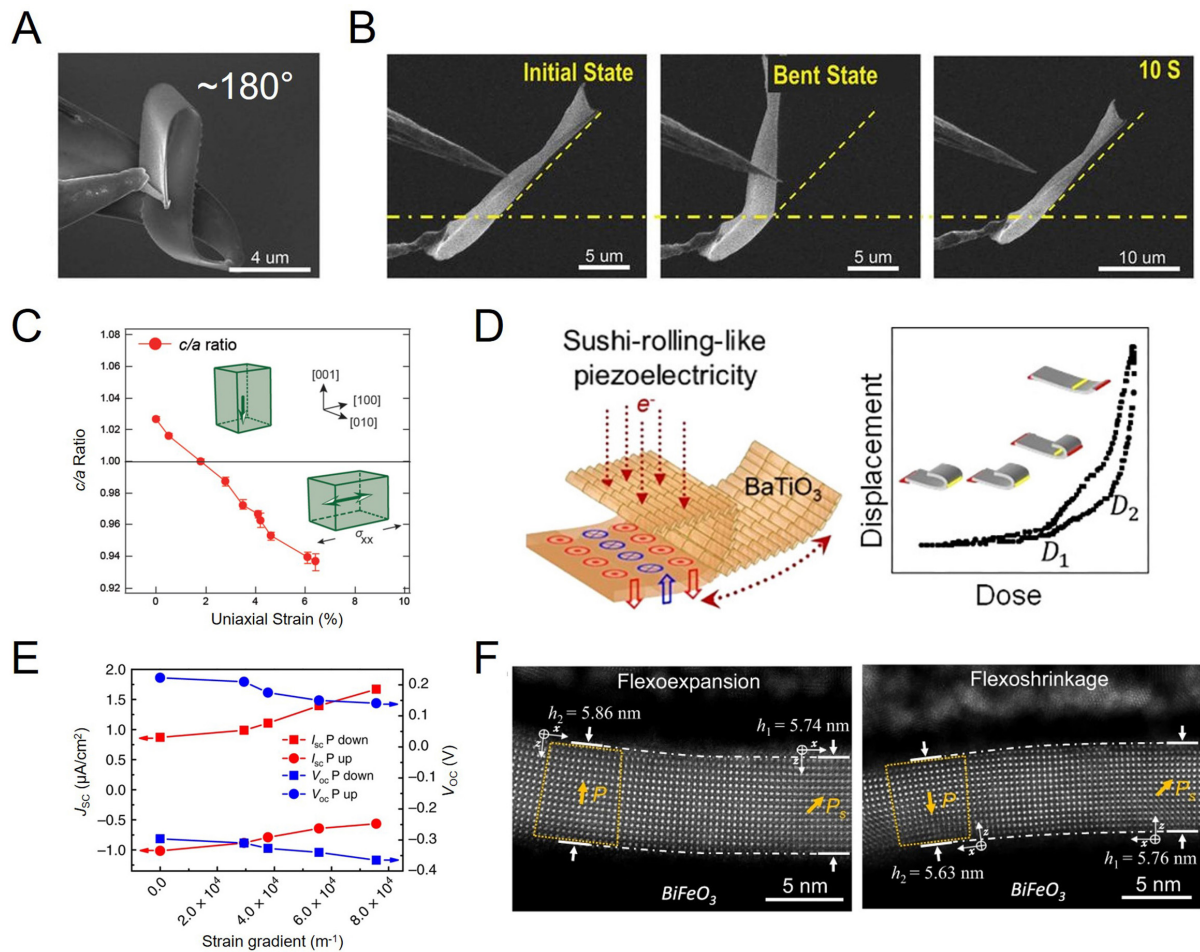 A
~180°
4 um
B
Initial State
5 um
Bent State
5 um
10 S
10 um
C
1.08
1.06
1.04
1.02
1.00
0.98
0.96
0.94
0.92
c/a Ratio
c/a ratio
[001]
[100]
[010]
σxx
0
2
4
6
8
10
Uniaxial Strain (%)
D
Sushi-rolling-like
piezoelectricity
e-
BaTiO3
Displacement
D1
D2
Dose
E
2.0
1.5
1.0
0.5
0.0
−0.5
−1.0
JSC (μA/cm²)
Isc P down
Isc P up
Voc P down
Voc P up
0.2
0.1
0.0
−0.1
−0.2
−0.3
−0.4
VOC (V)
0.0
2.0 × 10⁴
4.0 × 10⁴
6.0 × 10⁴
8.0 × 10⁴
Strain gradient (m⁻¹)
F
Flexoexpansion
h2 = 5.86 nm
h1 = 5.74 nm
x
z
x
z
P
Ps
BiFeO3
5 nm
Flexoshrinkage
P
Ps
z
x
z
x
h2 = 5.63 nm
h1 = 5.76 nm
BiFeO3
5 nm